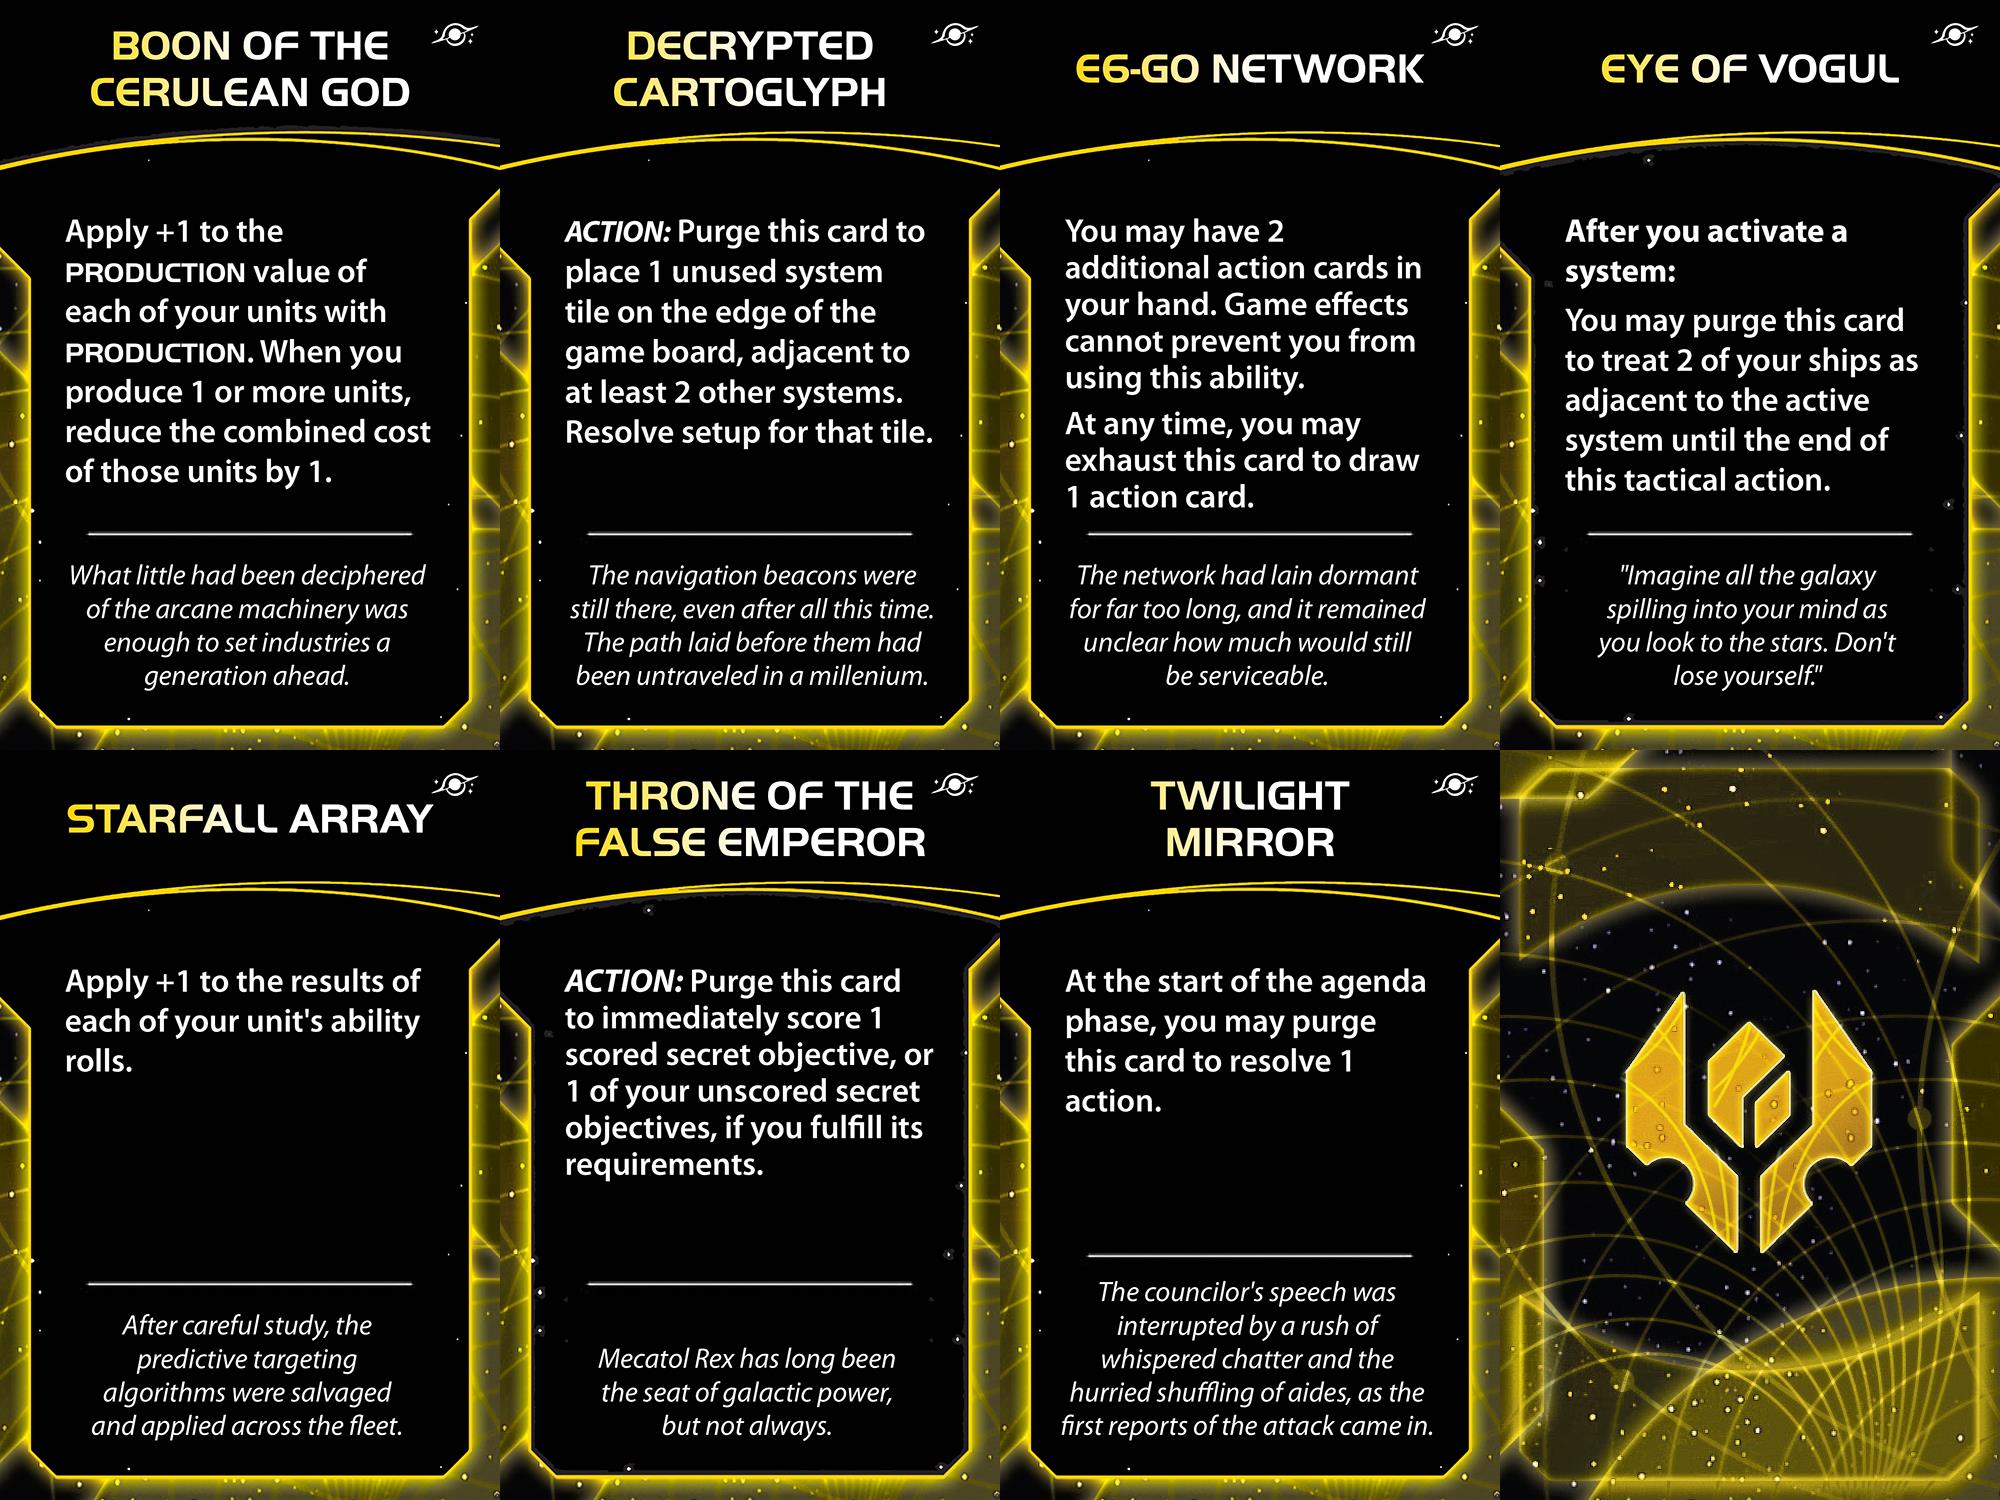 BOON OF THE
CERULEAN GOD
Apply +1 to the
PRODUCTION value of
each of your units with
PRODUCTION. When you
produce 1 or more units,
reduce the combined cost
of those units by 1.
What little had been deciphered
of the arcane machinery was
enough to set industries a
generation ahead.
DECRYPTED
CARTOGLYPH
ACTION: Purge this card to
place 1 unused system
tile on the edge of the
game board, adjacent to
at least 2 other systems.
Resolve setup for that tile.
The navigation beacons were
still there, even after all this time.
The path laid before them had
been untraveled in a millenium.
E6-GO NETWORK
You may have 2
additional action cards in
your hand. Game effects
cannot prevent you from
using this ability.
At any time, you may
exhaust this card to draw
1 action card.
The network had lain dormant
for far too long, and it remained
unclear how much would still
be serviceable.
EYE OF VOGUL
After you activate a
system:
You may purge this card
to treat 2 of your ships as
adjacent to the active
system until the end of
this tactical action.
"Imagine all the galaxy
spilling into your mind as
you look to the stars. Don't
lose yourself."
STARFALL ARRAY
Apply +1 to the results of
each of your unit's ability
rolls.
After careful study, the
predictive targeting
algorithms were salvaged
and applied across the fleet.
THRONE OF THE
FALSE EMPEROR
ACTION: Purge this card
to immediately score 1
scored secret objective, or
1 of your unscored secret
objectives, if you fulfill its
requirements.
Mecatol Rex has long been
the seat of galactic power,
but not always.
TWILIGHT
MIRROR
At the start of the agenda
phase, you may purge
this card to resolve 1
action.
The councilor's speech was
interrupted by a rush of
whispered chatter and the
hurried shuffling of aides, as the
first reports of the attack came in.